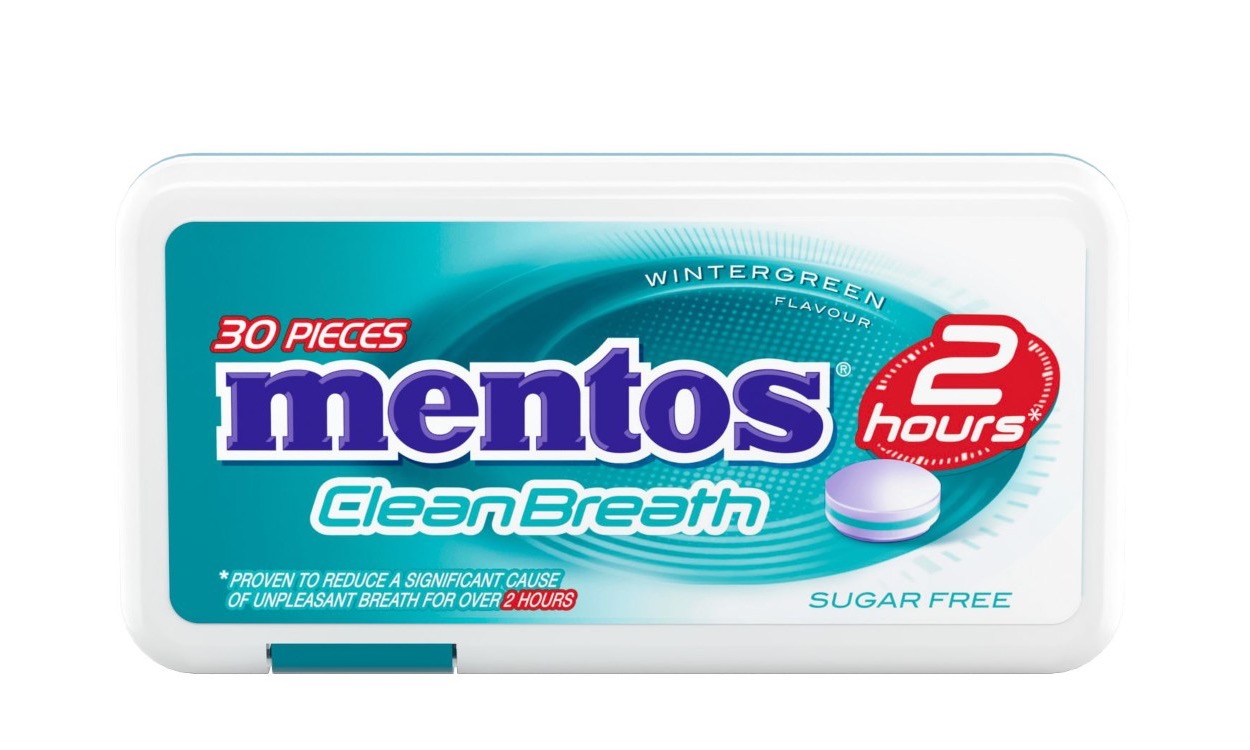 WINTERGREEN
FLAVOUR
30 PIECES
mentos®
2
hours*
CleanBreath
*PROVEN TO REDUCE A SIGNIFICANT CAUSE
OF UNPLEASANT BREATH FOR OVER 2 HOURS
SUGAR FREE